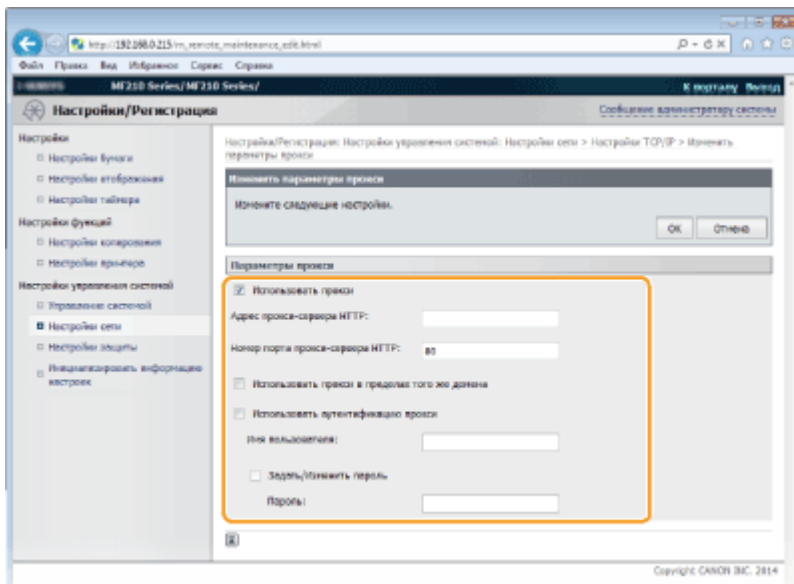 http://192.168.0.215/m_remote_maintenance_edit.html
Файл Правка Вид Избранное Сервис Справка
MF210 Series/MF210 Series/
К порталу Выход
Настройки/Регистрация
Сообщение администратору системы
Настройки
Настройки бумаги
Настройки отображения
Настройки таймера
Настройки функций
Настройки копирования
Настройки принтера
Настройки управления системой
Управление системой
Настройки сети
Настройки защиты
Инициализировать информацию
настроек
Настройки/Регистрация: Настройки управления системой: Настройки сети > Настройки TCP/IP > Изменить
параметры прокси
Изменить параметры прокси
Измените следующие настройки.
OK Отмена
Параметры прокси
Использовать прокси
Адрес прокси-сервера HTTP:
Номер порта прокси-сервера HTTP: 80
Использовать прокси в пределах того же домена
Использовать аутентификацию прокси
Имя пользователя:
Задать/Изменить пароль
Пароль:
Copyright CANON INC. 2014